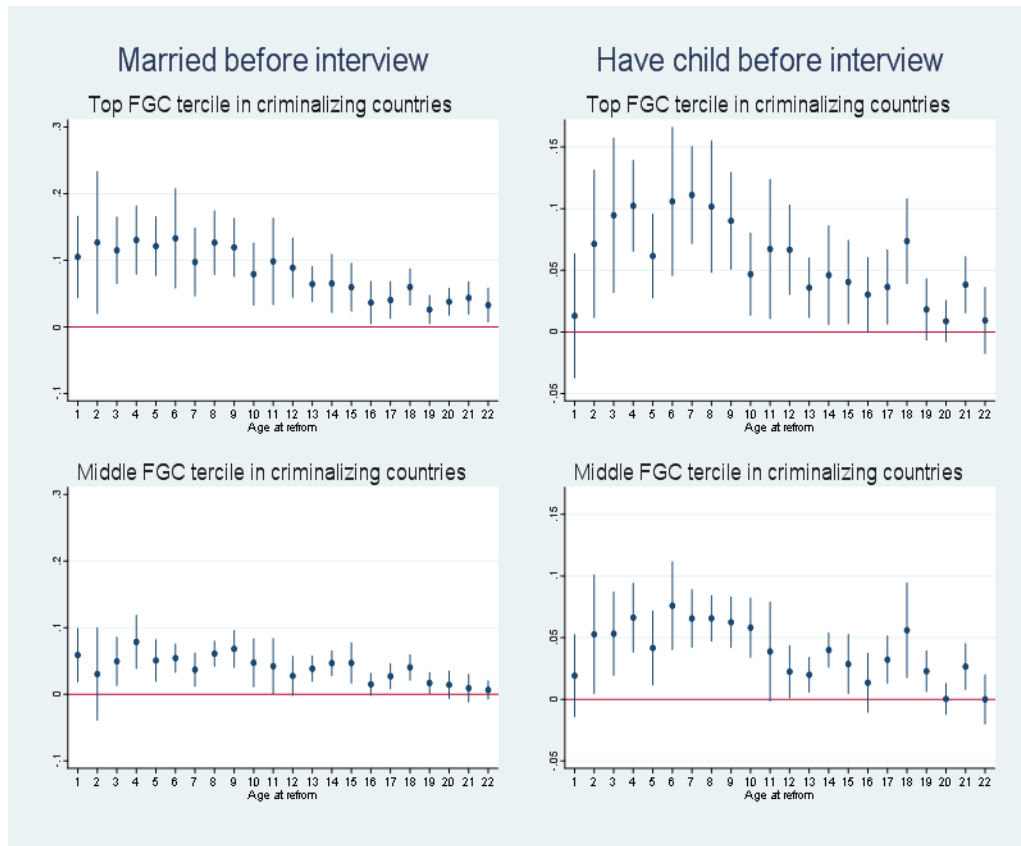 Married before interview
Top FGC tercile in criminalizing countries
.3
.2
.1
0
-.1
1 2 3 4 5 6 7 8 9 10 11 12 13 14 15 16 17 18 19 20 21 22
Age at refrom
Have child before interview
Top FGC tercile in criminalizing countries
.15
.1
.05
0
-.05
1 2 3 4 5 6 7 8 9 10 11 12 13 14 15 16 17 18 19 20 21 22
Age at refrom
Middle FGC tercile in criminalizing countries
.3
.2
.1
0
-.1
1 2 3 4 5 6 7 8 9 10 11 12 13 14 15 16 17 18 19 20 21 22
Age at refrom
Middle FGC tercile in criminalizing countries
.15
.1
.05
0
-.05
1 2 3 4 5 6 7 8 9 10 11 12 13 14 15 16 17 18 19 20 21 22
Age at refrom